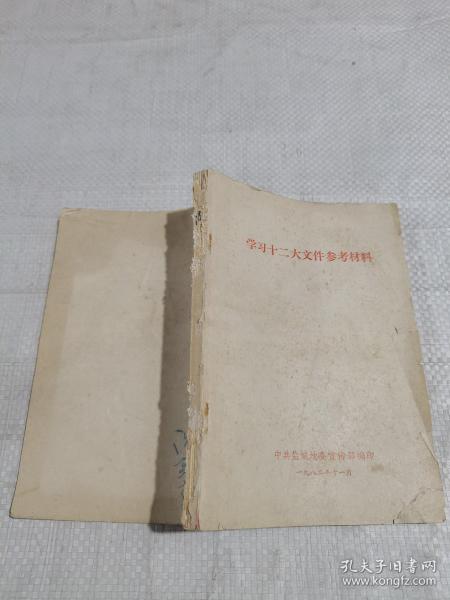 学习十二大文件参考材料
中共盐城地委宣传部编印
一九八二年十一月
孔夫子旧书网
www.kongfz.com